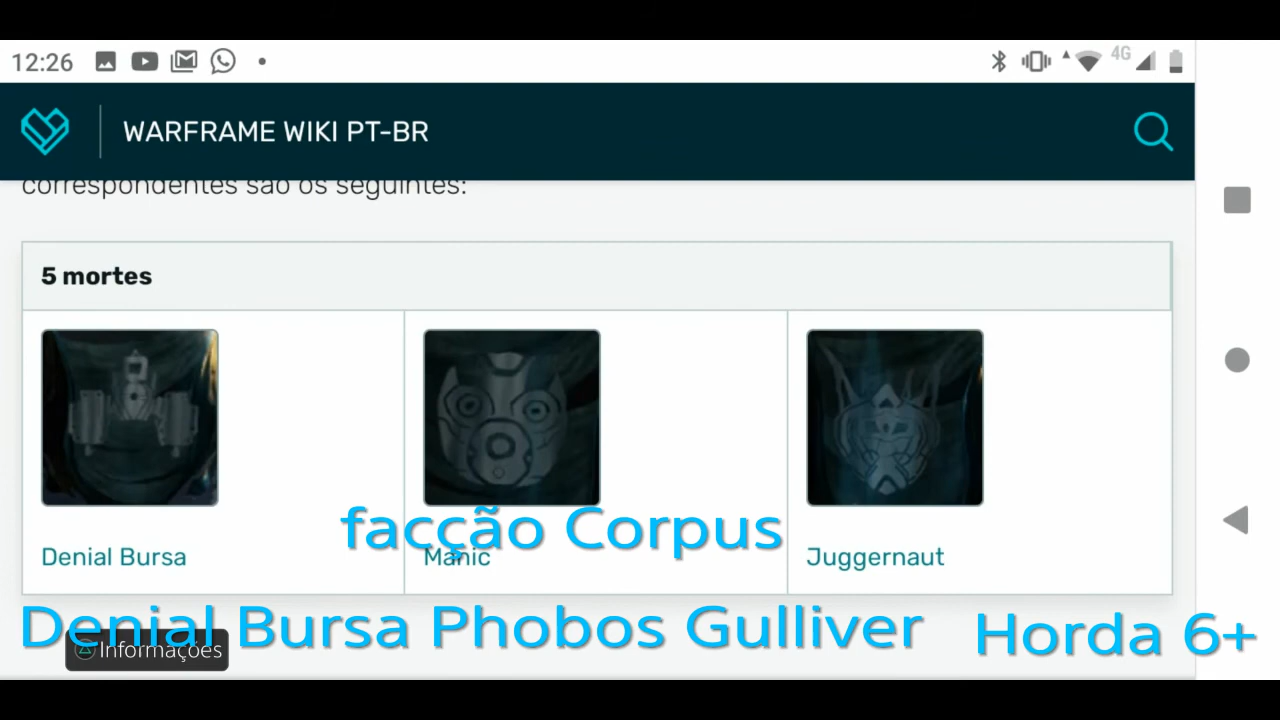 12:26
4G
WARFRAME WIKI PT-BR
correspondentes são os seguintes:
5 mortes
facção Corpus
Denial Bursa
Manic
Juggernaut
Denial Bursa Phobos Gulliver
Horda 6+
Informações